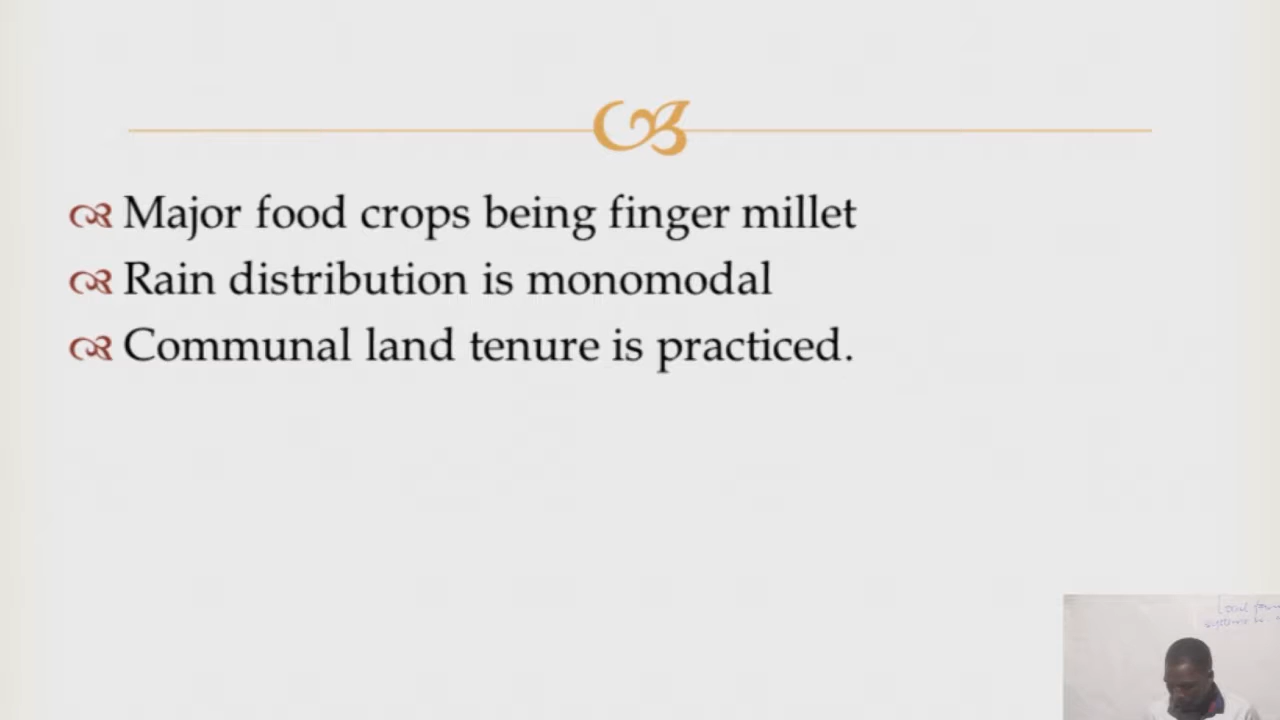 Major food crops being finger millet
Rain distribution is monomodal
Communal land tenure is practiced.